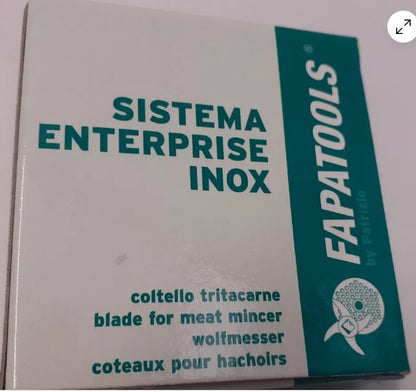 SISTEMA
ENTERPRISE
INOX
coltello tritacarne
blade for meat mincer
wolfmesser
coteaux pour hachoirs
FAPATOOLS®
by Patrizio